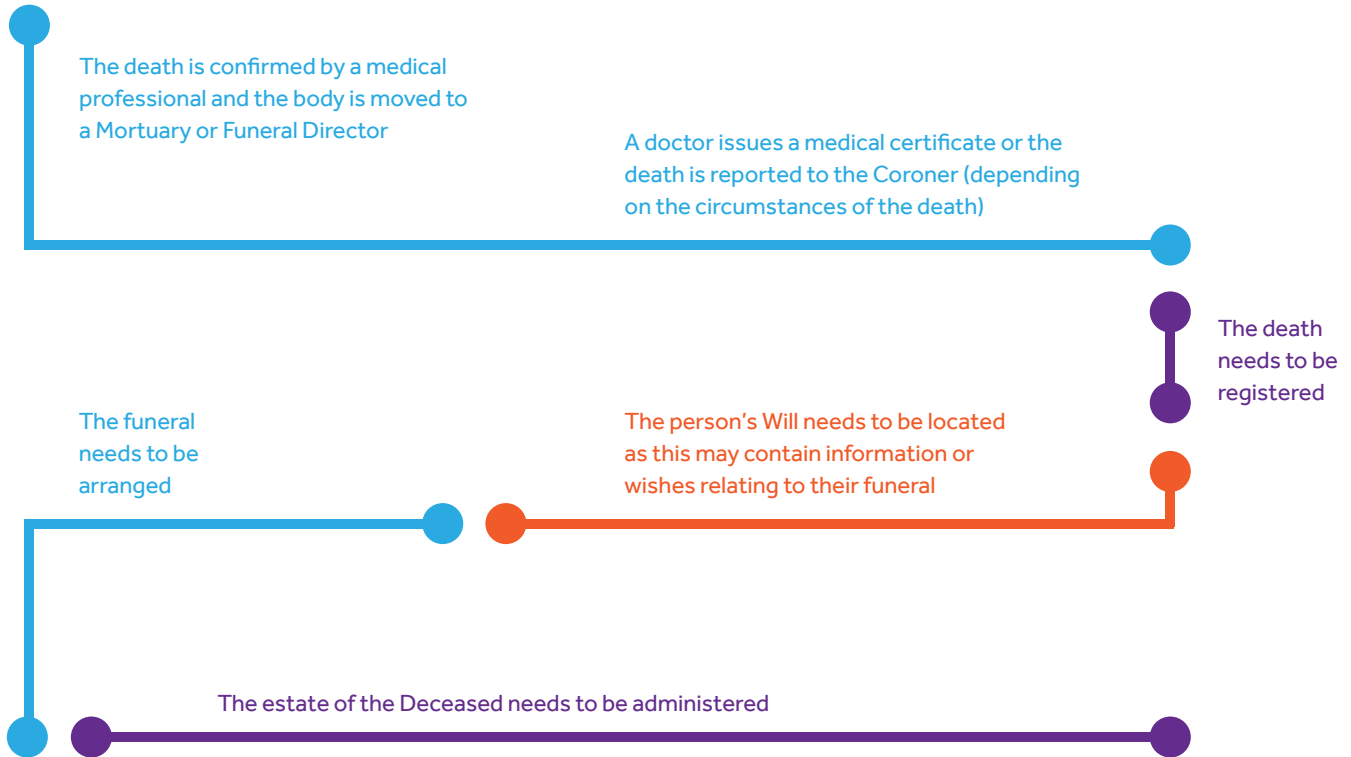 The death is confirmed by a medical
professional and the body is moved to
a Mortuary or Funeral Director
A doctor issues a medical certificate or the
death is reported to the Coroner (depending
on the circumstances of the death)
The death
needs to be
registered
The person's Will needs to be located
as this may contain information or
wishes relating to their funeral
The funeral
needs to be
arranged
The estate of the Deceased needs to be administered